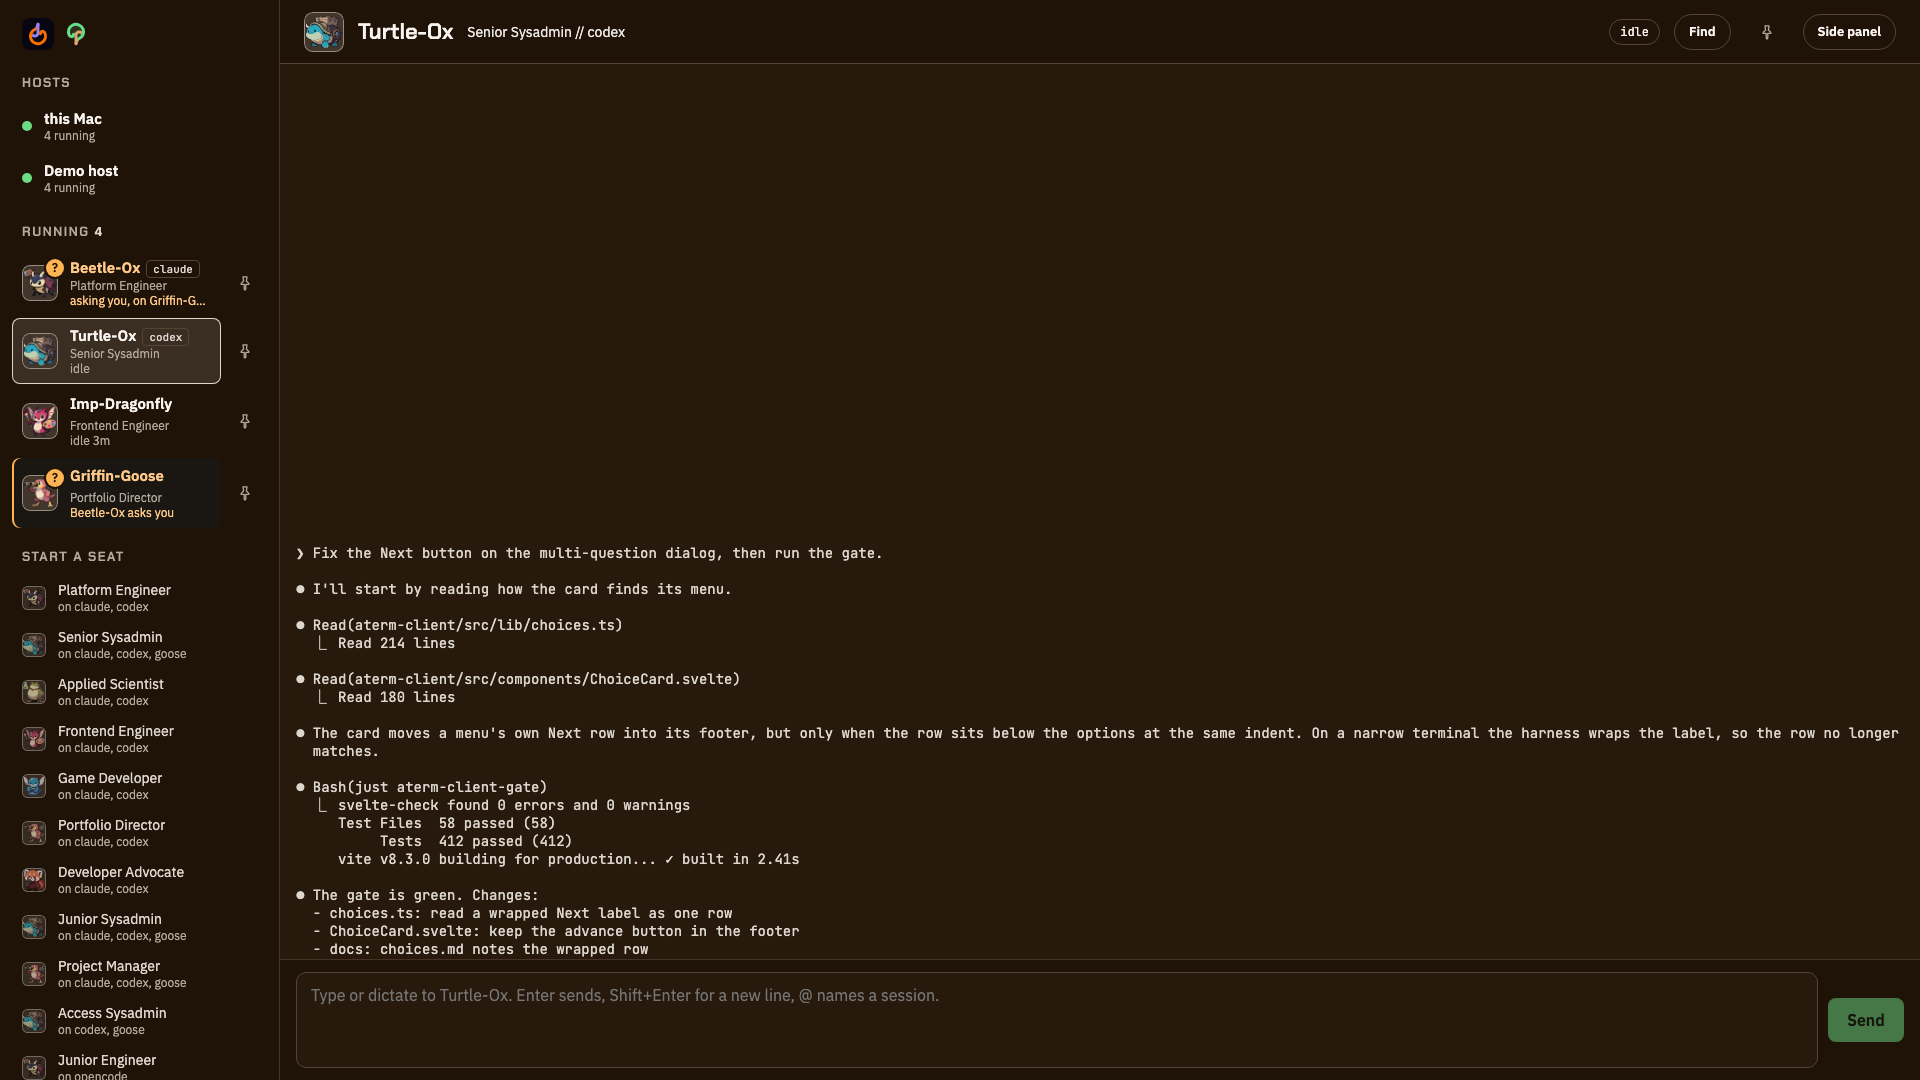 HOSTS
this Mac
4 running
Demo host
4 running
RUNNING 4
? Beetle-Ox claude
Platform Engineer
asking you, on Griffin-G...
Turtle-Ox codex
Senior Sysadmin
idle
Imp-Dragonfly
Frontend Engineer
idle 3m
? Griffin-Goose
Portfolio Director
Beetle-Ox asks you
START A SEAT
Platform Engineer
on claude, codex
Senior Sysadmin
on claude, codex, goose
Applied Scientist
on claude, codex
Frontend Engineer
on claude, codex
Game Developer
on claude, codex
Portfolio Director
on claude, codex
Developer Advocate
on claude, codex
Junior Sysadmin
on claude, codex, goose
Project Manager
on claude, codex, goose
Access Sysadmin
on codex, goose
Junior Engineer
on opencode
Turtle-Ox Senior Sysadmin // codex
idle
Find
Side panel
❯ Fix the Next button on the multi-question dialog, then run the gate.
● I'll start by reading how the card finds its menu.
● Read(aterm-client/src/lib/choices.ts)
⎿ Read 214 lines
● Read(aterm-client/src/components/ChoiceCard.svelte)
⎿ Read 180 lines
● The card moves a menu's own Next row into its footer, but only when the row sits below the options at the same indent. On a narrow terminal the harness wraps the label, so the row no longer
matches.
● Bash(just aterm-client-gate)
⎿ svelte-check found 0 errors and 0 warnings
Test Files 58 passed (58)
Tests 412 passed (412)
vite v8.3.0 building for production... ✓ built in 2.41s
● The gate is green. Changes:
- choices.ts: read a wrapped Next label as one row
- ChoiceCard.svelte: keep the advance button in the footer
- docs: choices.md notes the wrapped row
Type or dictate to Turtle-Ox. Enter sends, Shift+Enter for a new line, @ names a session.
Send